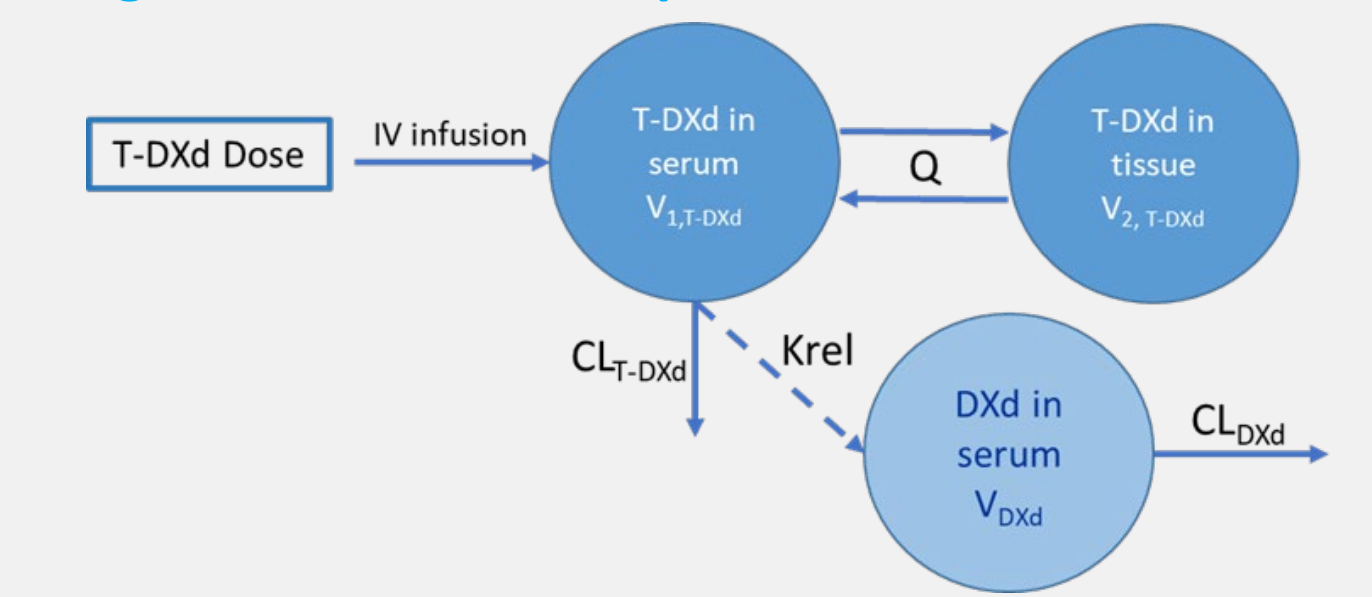 T-DXd Dose
IV infusion
T-DXd in
serum
V1,T-DXd
Q
T-DXd in
tissue
V2, T-DXd
CLT-DXd
Krel
DXd in
serum
VDXd
CLDXd